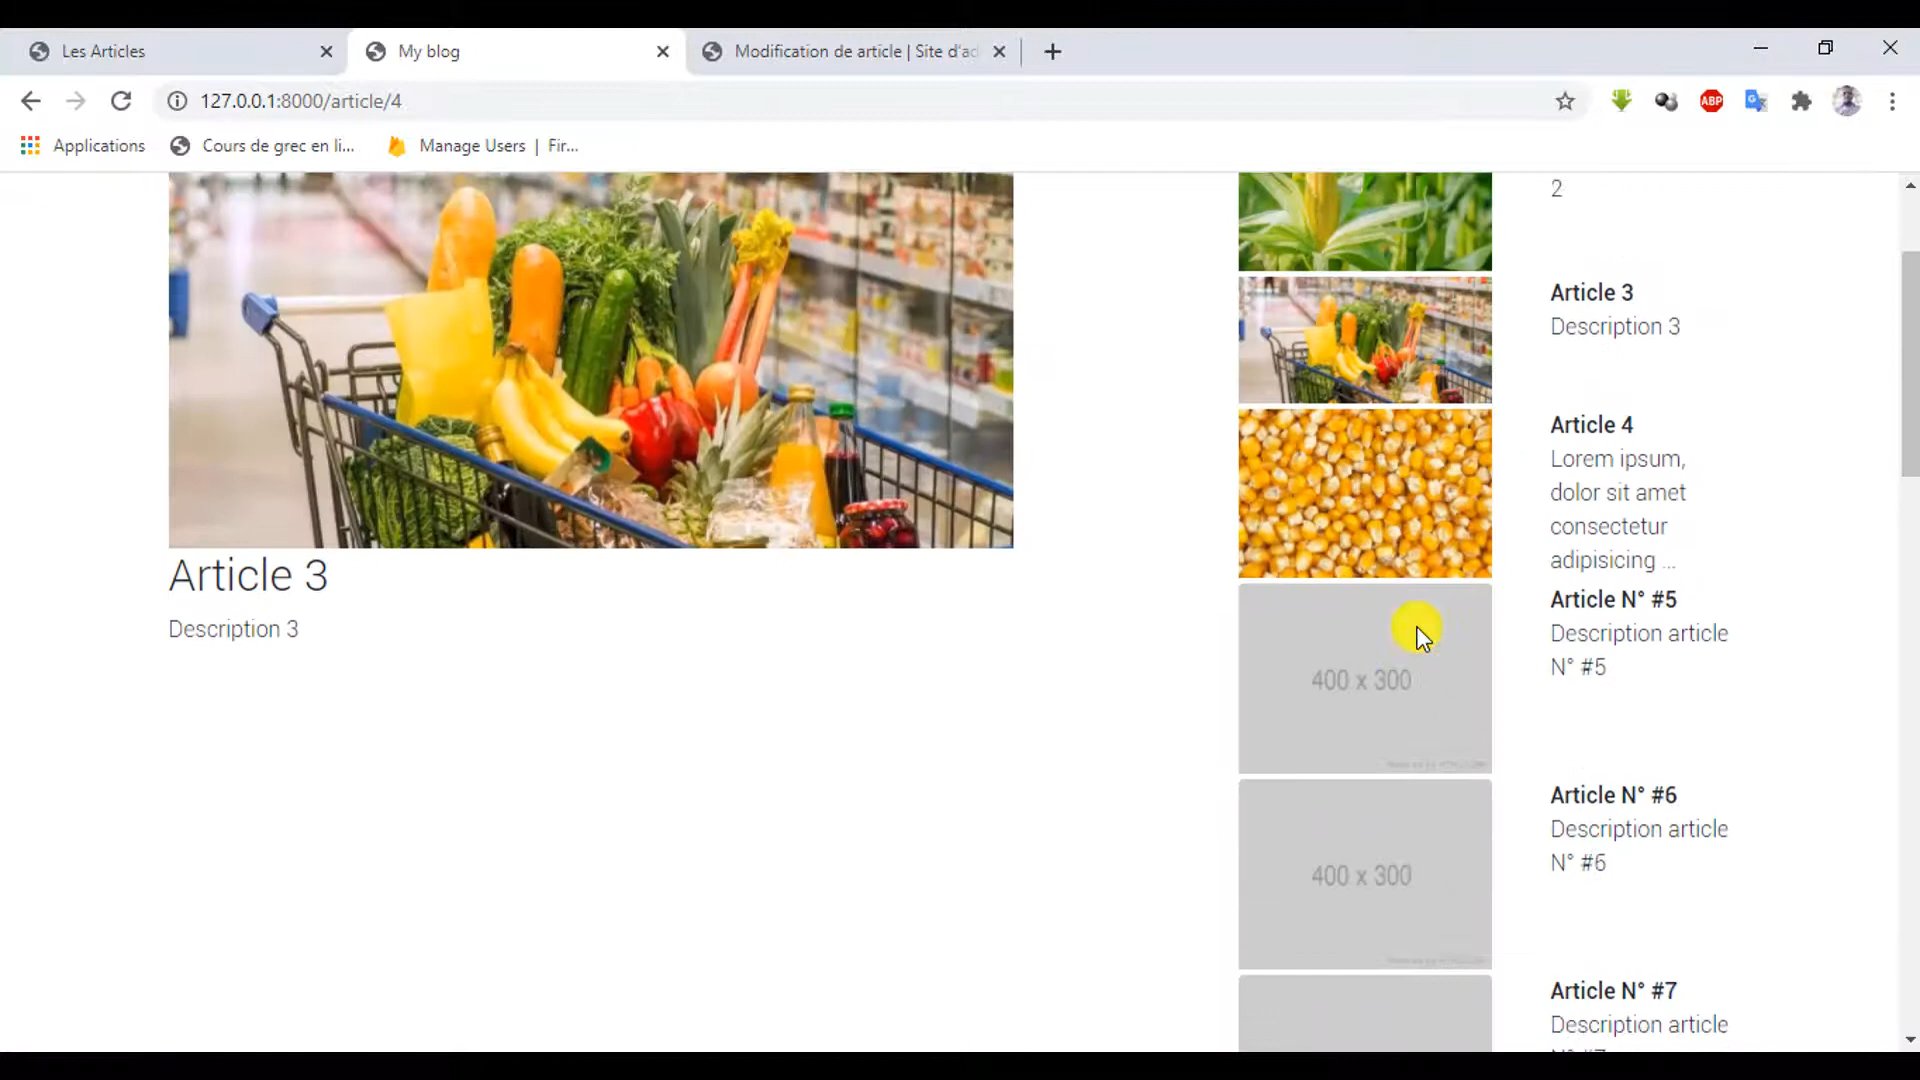 Les Articles
My blog
Modification de article | Site d'ad
127.0.0.1:8000/article/4
ABP
Applications
Cours de grec en li...
Manage Users | Fir...
2
Article 3
Description 3
Article 4
Lorem ipsum,
dolor sit amet
consectetur
adipisicing ...
Article 3
Description 3
Article N° #5
Description article
N° #5
400 x 300
Article N° #6
Description article
N° #6
400 x 300
Article N° #7
Description article